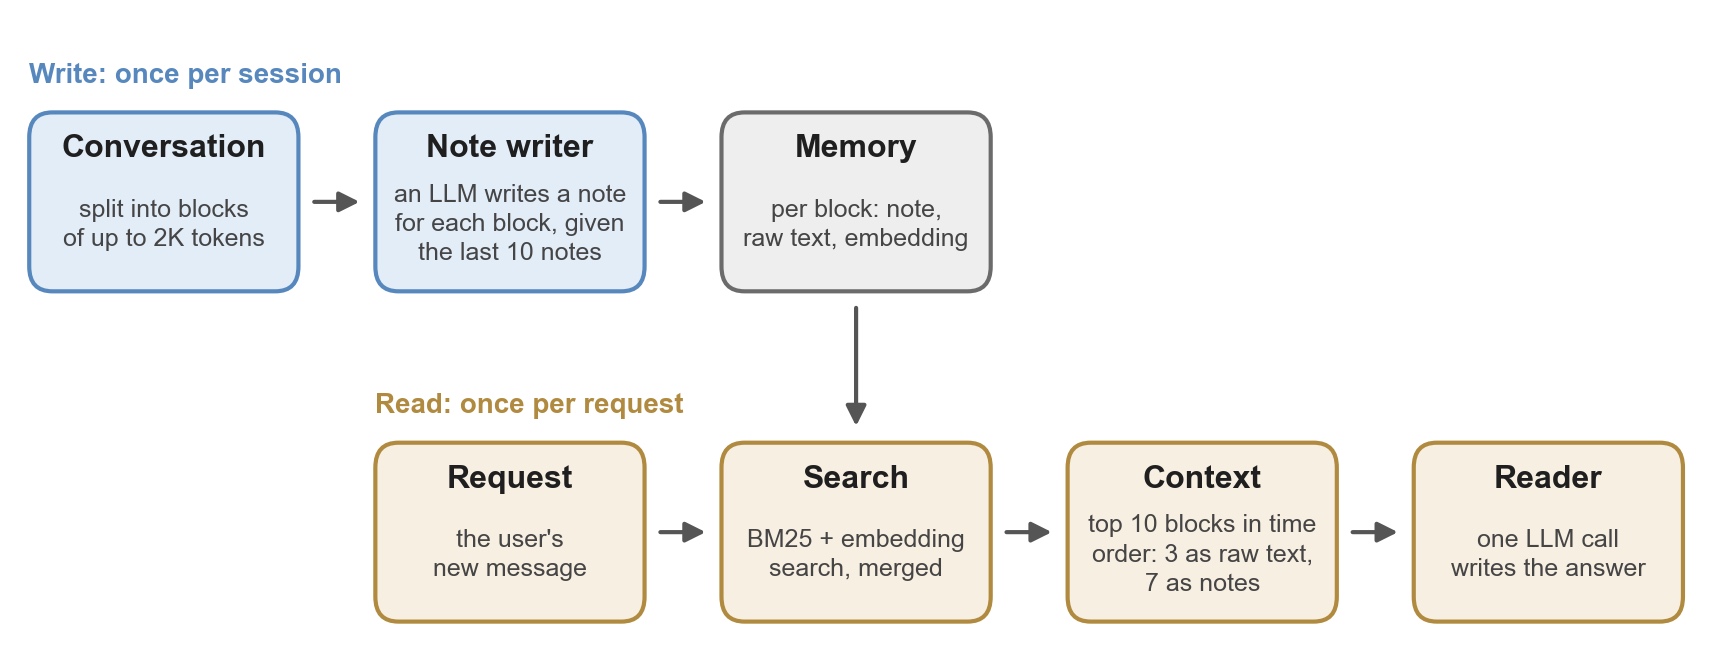 Write: once per session
Conversation
split into blocks
of up to 2K tokens
Note writer
an LLM writes a note
for each block, given
the last 10 notes
Memory
per block: note,
raw text, embedding
Read: once per request
Request
the user's
new message
Search
BM25 + embedding
search, merged
Context
top 10 blocks in time
order: 3 as raw text,
7 as notes
Reader
one LLM call
writes the answer